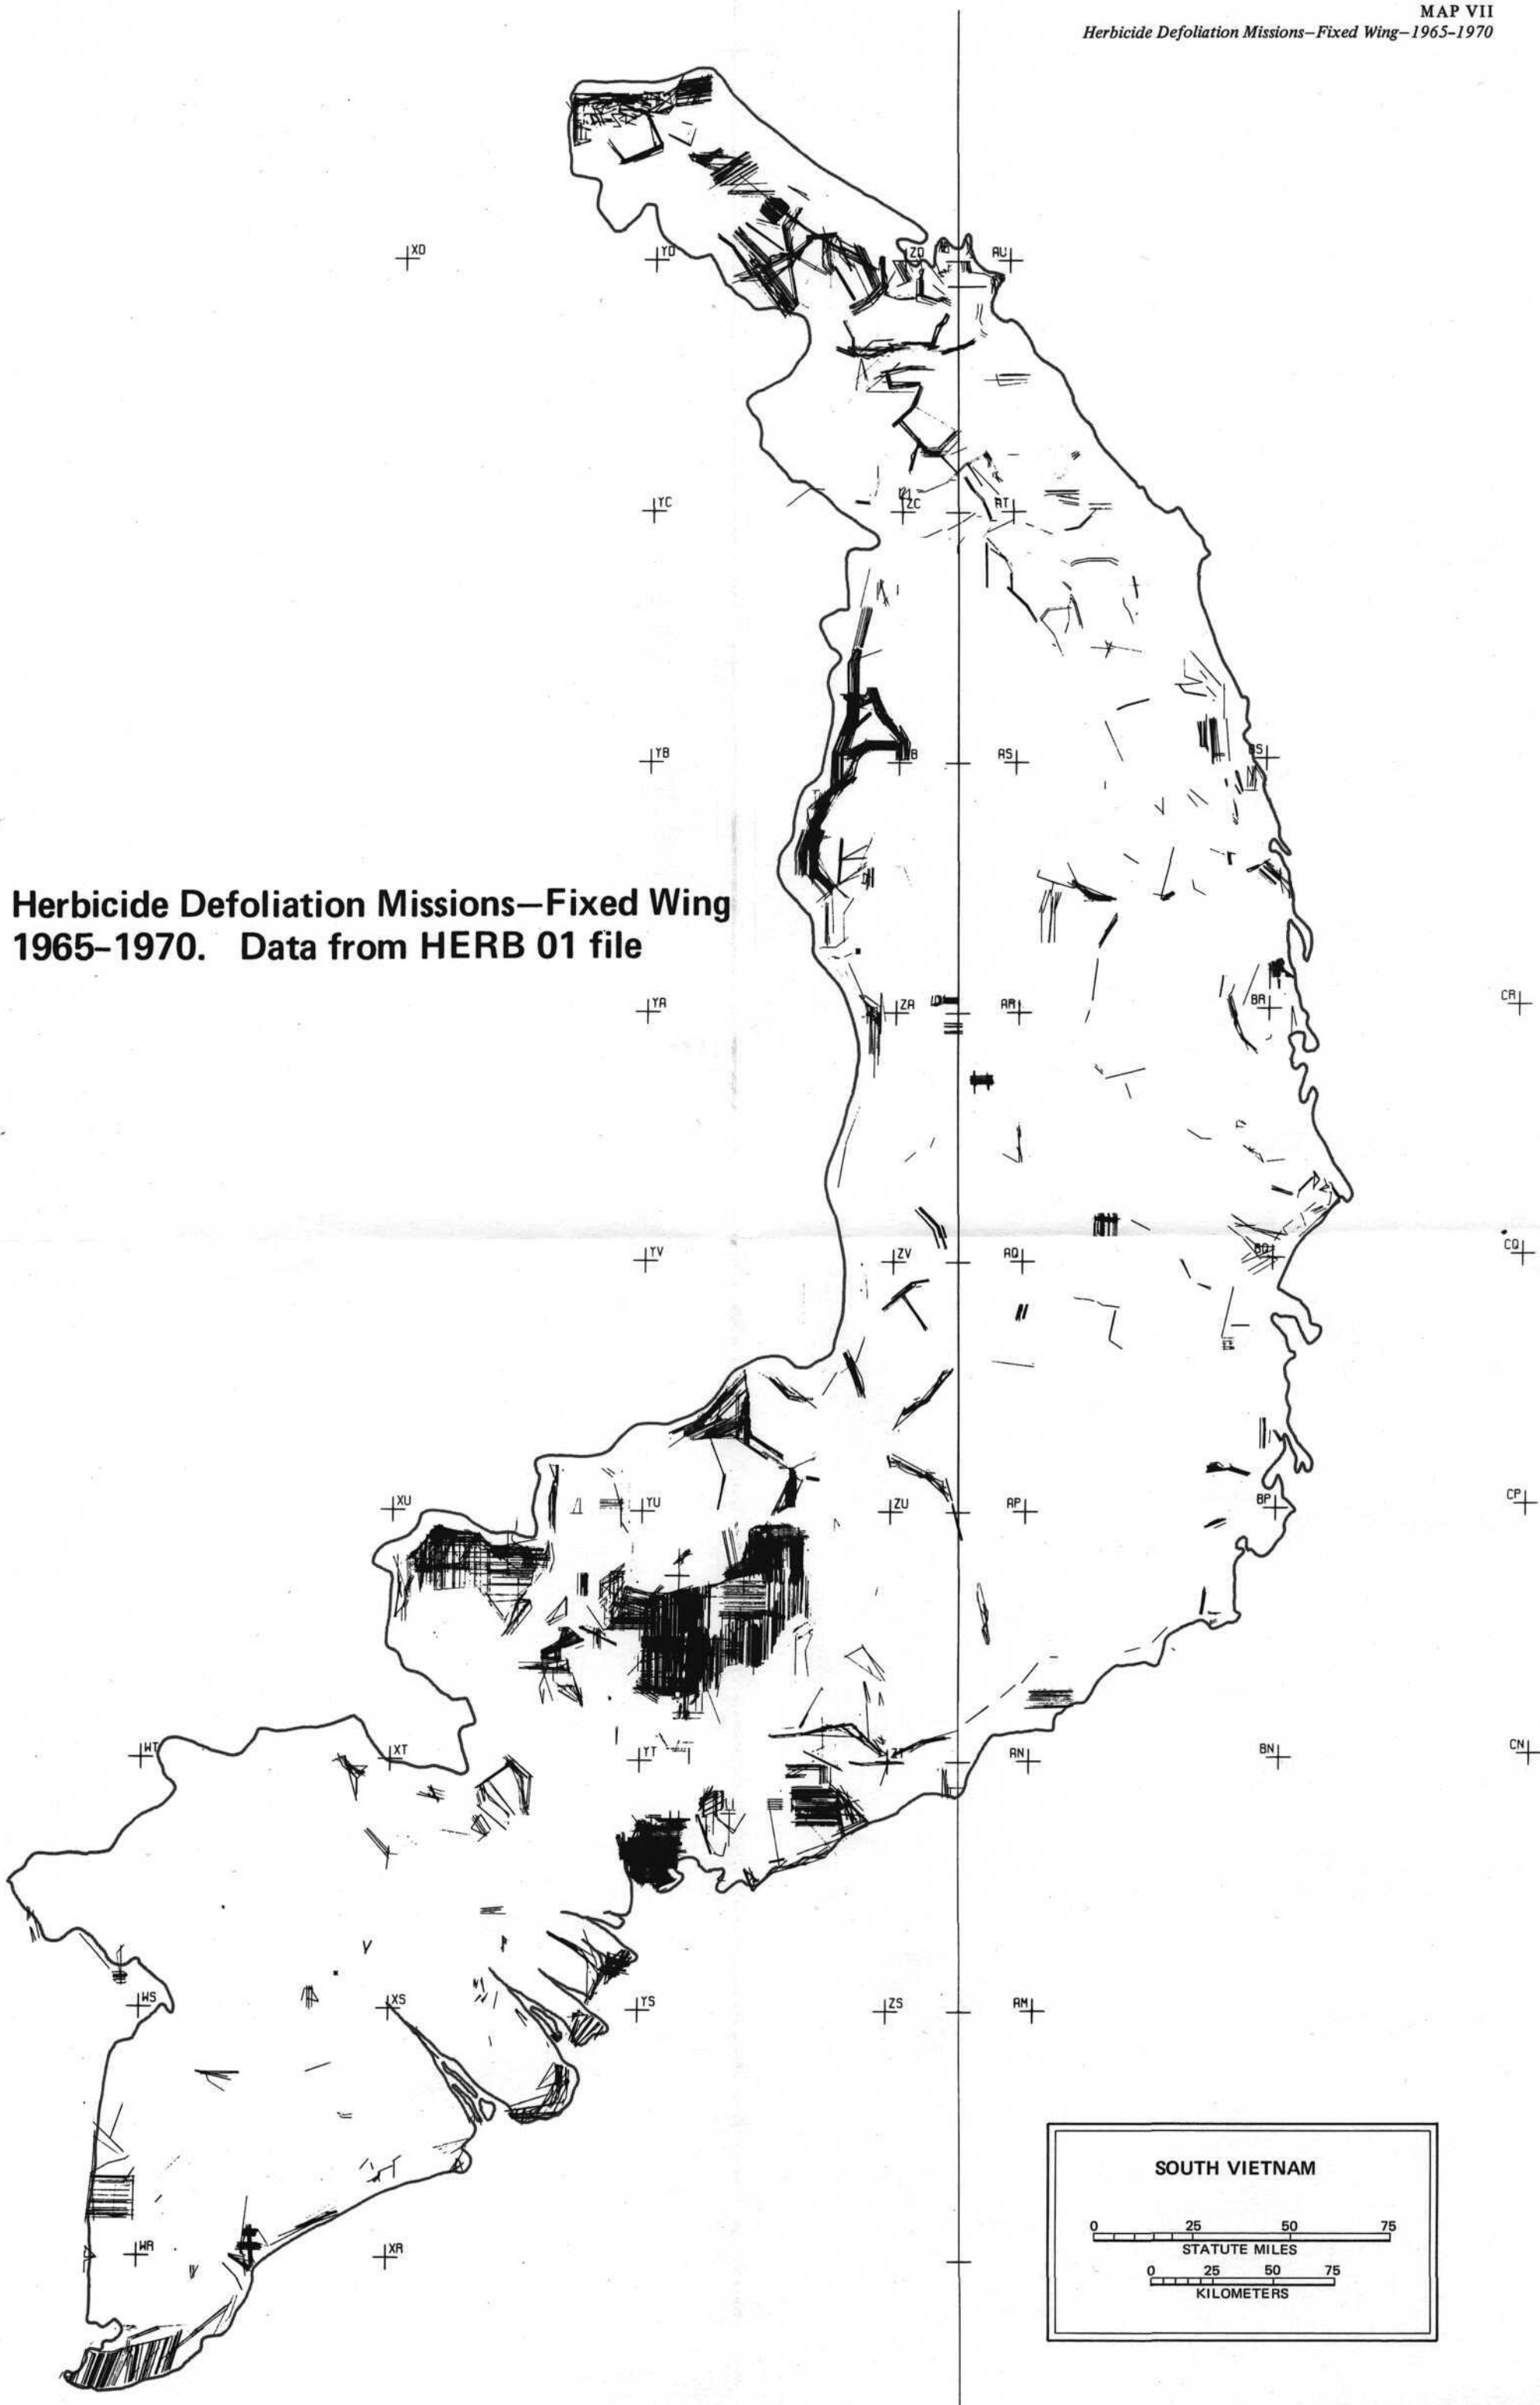 MAP VII
Herbicide Defoliation Missions—Fixed Wing—1965-1970
XD
YD
ZD
AU
YC
ZC
AT
YB
B
AS
BS
Herbicide Defoliation Missions—Fixed Wing
1965-1970. Data from HERB 01 file
YA
ZA
AR
BR
CR
YV
ZV
AQ
BQ
CQ
XU
YU
ZU
AP
BP
CP
WT
XT
YT
ZT
AN
BN
CN
WS
XS
YS
ZS
AM
SOUTH VIETNAM
0 25 50 75
STATUTE MILES
0 25 50 75
KILOMETERS
WR
XR